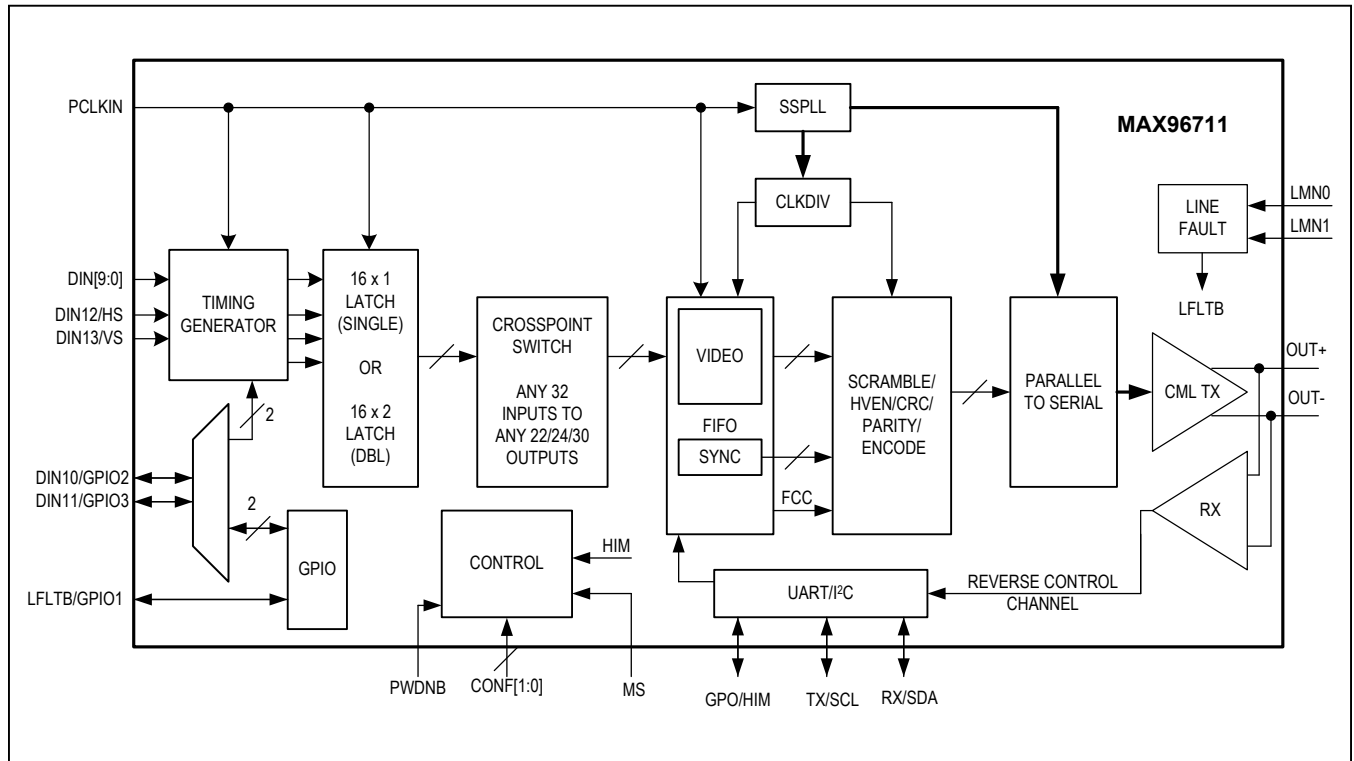 PCLKIN
SSPLL
MAX96711
CLKDIV
LINE
FAULT
LMN0
LMN1
LFLTB
DIN[9:0]
DIN12/HS
DIN13/VS
TIMING
GENERATOR
16 x 1
LATCH
(SINGLE)
OR
16 x 2
LATCH
(DBL)
CROSSPOINT
SWITCH
ANY 32
INPUTS TO
ANY 22/24/30
OUTPUTS
VIDEO
FIFO
SYNC
FCC
SCRAMBLE/
HVEN/CRC/
PARITY/
ENCODE
PARALLEL
TO SERIAL
CML TX
OUT+
OUT-
RX
2
DIN10/GPIO2
DIN11/GPIO3
2
GPIO
LFLTB/GPIO1
CONTROL
HIM
UART/I²C
REVERSE CONTROL
CHANNEL
PWDNB
CONF[1:0]
MS
GPO/HIM
TX/SCL
RX/SDA